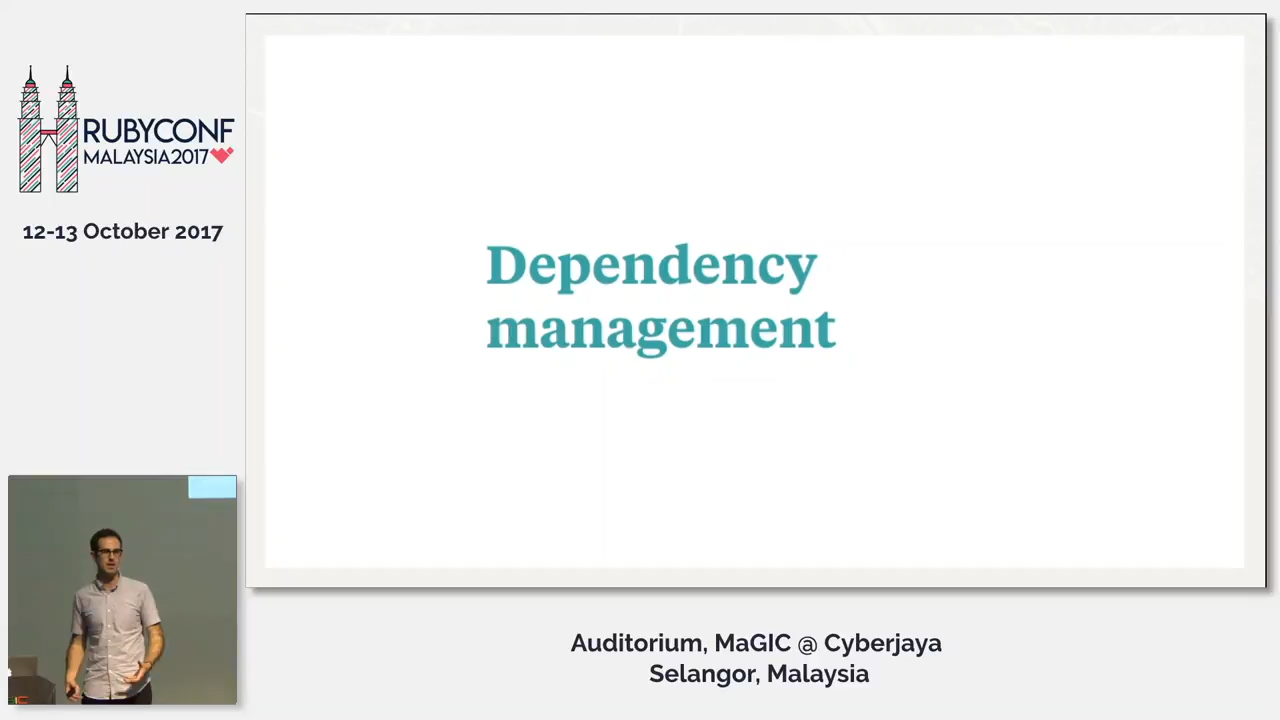 RUBYCONF
MALAYSIA2017
12-13 October 2017
Dependency
management
Auditorium, MaGIC @ Cyberjaya
Selangor, Malaysia